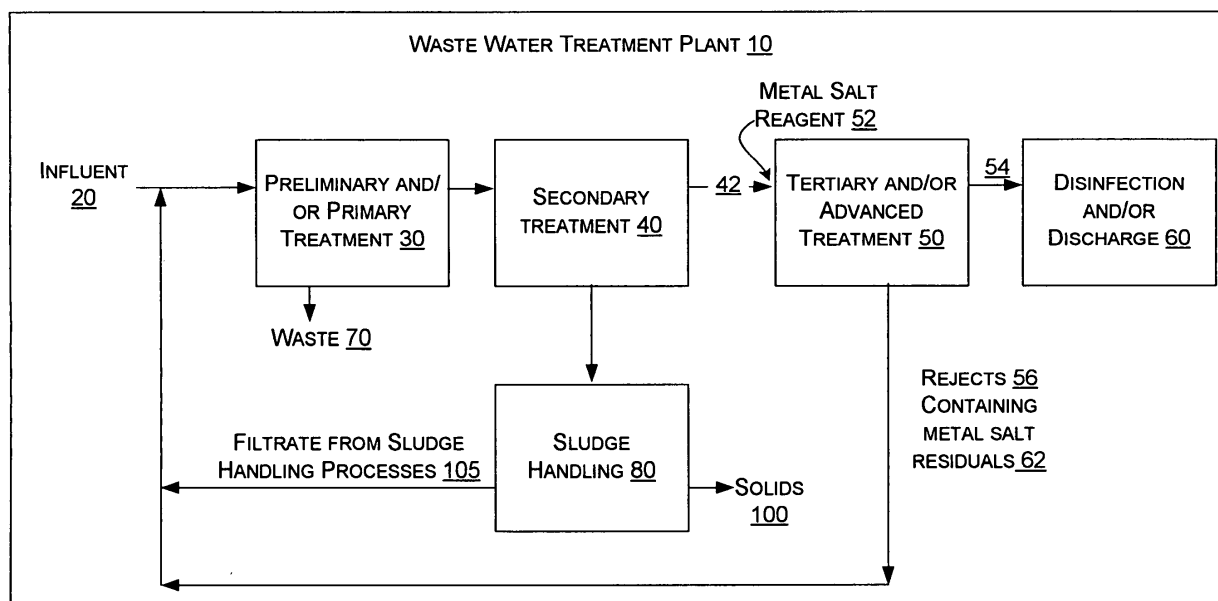 WASTE WATER TREATMENT PLANT 10
METAL SALT
REAGENT 52
INFLUENT
20
PRELIMINARY AND/
OR PRIMARY
TREATMENT 30
SECONDARY
TREATMENT 40
42
TERTIARY AND/OR
ADVANCED
TREATMENT 50
54
DISINFECTION
AND/OR
DISCHARGE 60
WASTE 70
REJECTS 56
CONTAINING
METAL SALT
RESIDUALS 62
FILTRATE FROM SLUDGE
HANDLING PROCESSES 105
SLUDGE
HANDLING 80
SOLIDS
100